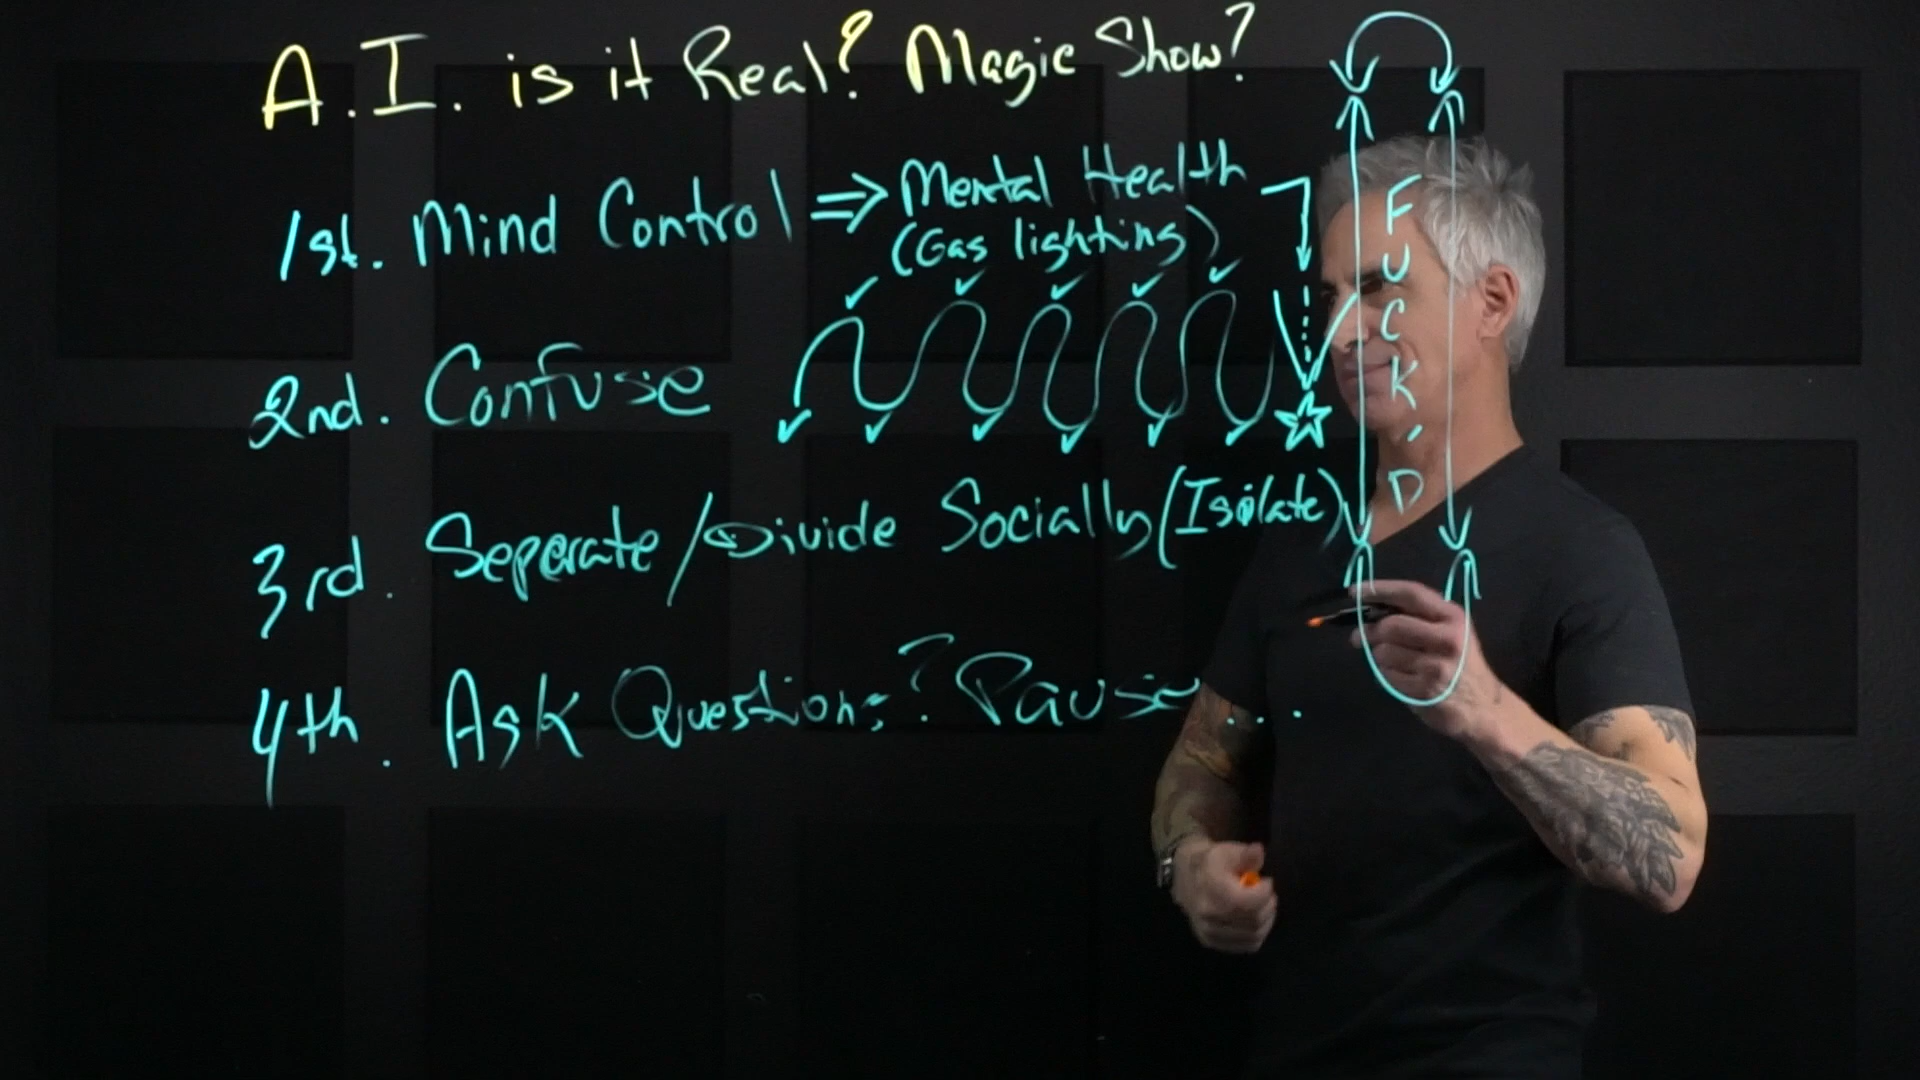 A.I. is it Real? Magic Show?
1st. Mind Control ⇒ Mental Health
(Gas lighting)
2nd. Confuse
3rd. Seperate/Divide Socially (Isolate)
4th. Ask Questions? Pause...
F
U
C
K
'
D